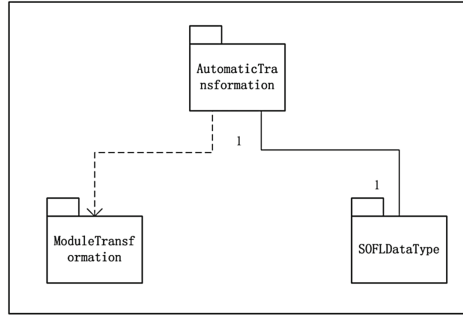 AutomaticTra
nsformation
1
1
ModuleTransf
ormation
SOFLDataType